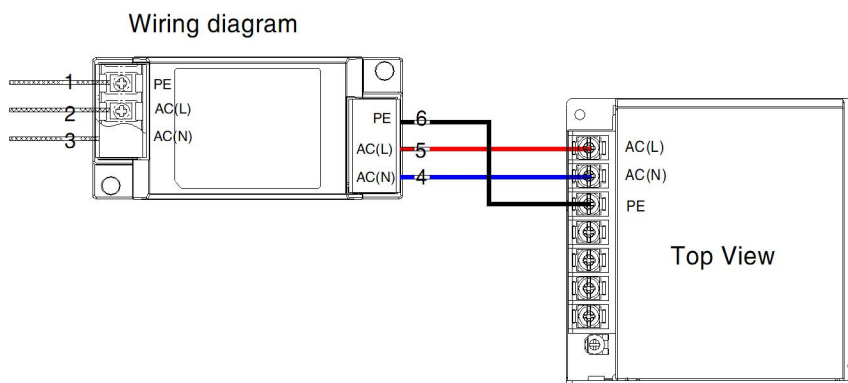 Wiring diagram
1 PE
2 AC(L)
3 AC(N)
PE 6
AC(L) 5
AC(N) 4
AC(L)
AC(N)
PE
Top View